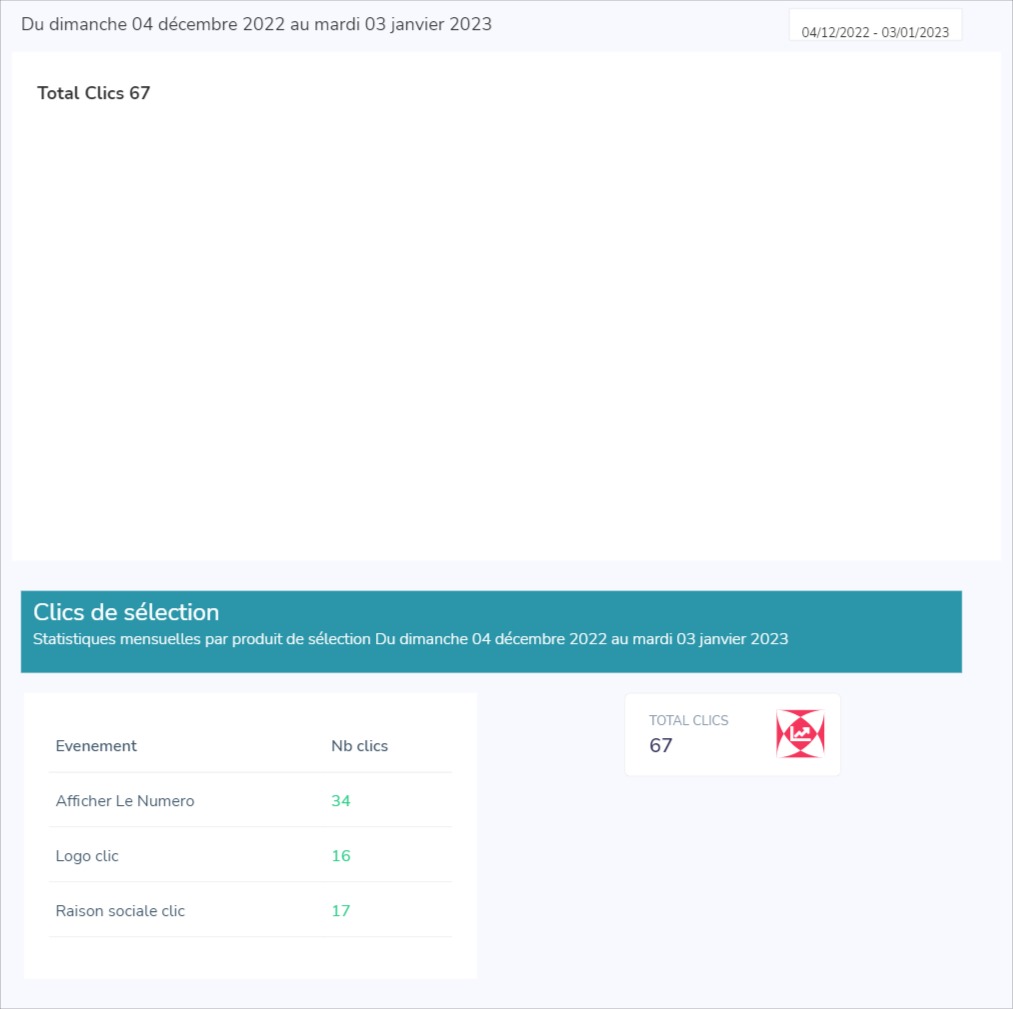 Du dimanche 04 décembre 2022 au mardi 03 janvier 2023
04/12/2022 - 03/01/2023
Total Clics 67
Clics de sélection
Statistiques mensuelles par produit de sélection Du dimanche 04 décembre 2022 au mardi 03 janvier 2023
TOTAL CLICS
67
Evenement Nb clics
Afficher Le Numero 34
Logo clic 16
Raison sociale clic 17